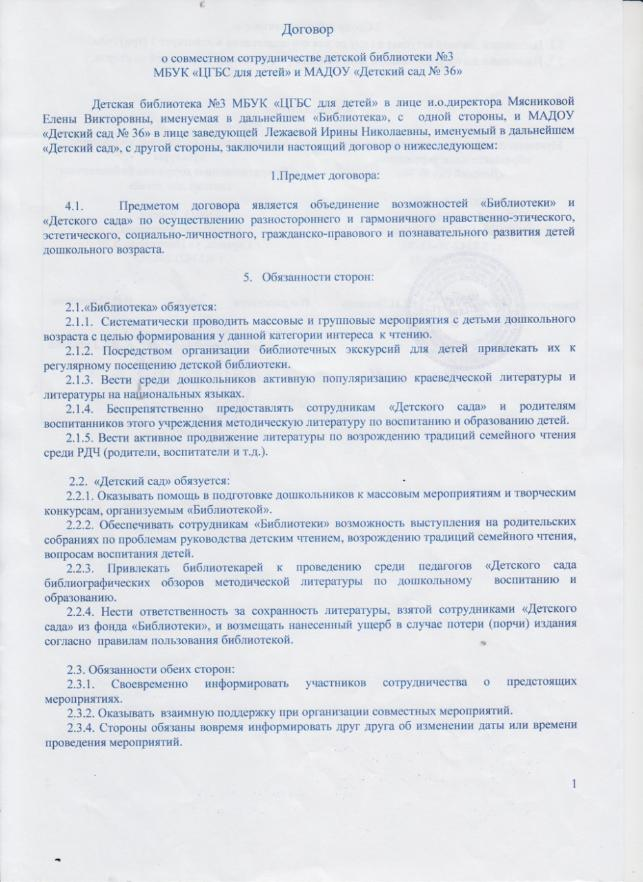 Договор
о совместном сотрудничестве детской библиотеки №3
МБУК «ЦГБС для детей» и МАДОУ «Детский сад № 36»
Детская библиотека №3 МБУК «ЦГБС для детей» в лице и.о.директора Мясниковой
Елены Викторовны, именуемая в дальнейшем «Библиотека», с одной стороны, и МАДОУ
«Детский сад № 36» в лице заведующей Лежаевой Ирины Николаевны, именуемый в дальнейшем
«Детский сад», с другой стороны, заключили настоящий договор о нижеследующем:
1.Предмет договора:
4.1. Предметом договора является объединение возможностей «Библиотеки» и
«Детского сада» по осуществлению разностороннего и гармоничного нравственно-этического,
эстетического, социально-личностного, гражданско-правового и познавательного развития детей
дошкольного возраста.
5. Обязанности сторон:
2.1.«Библиотека» обязуется:
2.1.1. Систематически проводить массовые и групповые мероприятия с детьми дошкольного
возраста с целью формирования у данной категории интереса к чтению.
2.1.2. Посредством организации библиотечных экскурсий для детей привлекать их к
регулярному посещению детской библиотеки.
2.1.3. Вести среди дошкольников активную популяризацию краеведческой литературы и
литературы на национальных языках.
2.1.4. Беспрепятственно предоставлять сотрудникам «Детского сада» и родителям
воспитанников этого учреждения методическую литературу по воспитанию и образованию детей.
2.1.5. Вести активное продвижение литературы по возрождению традиций семейного чтения
среди РДЧ (родители, воспитатели и т.д.).
2.2. «Детский сад» обязуется:
2.2.1. Оказывать помощь в подготовке дошкольников к массовым мероприятиям и творческим
конкурсам, организуемым «Библиотекой».
2.2.2. Обеспечивать сотрудникам «Библиотеки» возможность выступления на родительских
собраниях по проблемам руководства детским чтением, возрождению традиций семейного чтения,
вопросам воспитания детей.
2.2.3. Привлекать библиотекарей к проведению среди педагогов «Детского сада
библиографических обзоров методической литературы по дошкольному воспитанию и
образованию.
2.2.4. Нести ответственность за сохранность литературы, взятой сотрудниками «Детского
сада» из фонда «Библиотеки», и возмещать нанесенный ущерб в случае потери (порчи) издания
согласно правилам пользования библиотекой.
2.3. Обязанности обеих сторон:
2.3.1. Своевременно информировать участников сотрудничества о предстоящих
мероприятиях.
2.3.2. Оказывать взаимную поддержку при организации совместных мероприятий.
2.3.4. Стороны обязаны вовремя информировать друг друга об изменении даты или времени
проведения мероприятий.
1